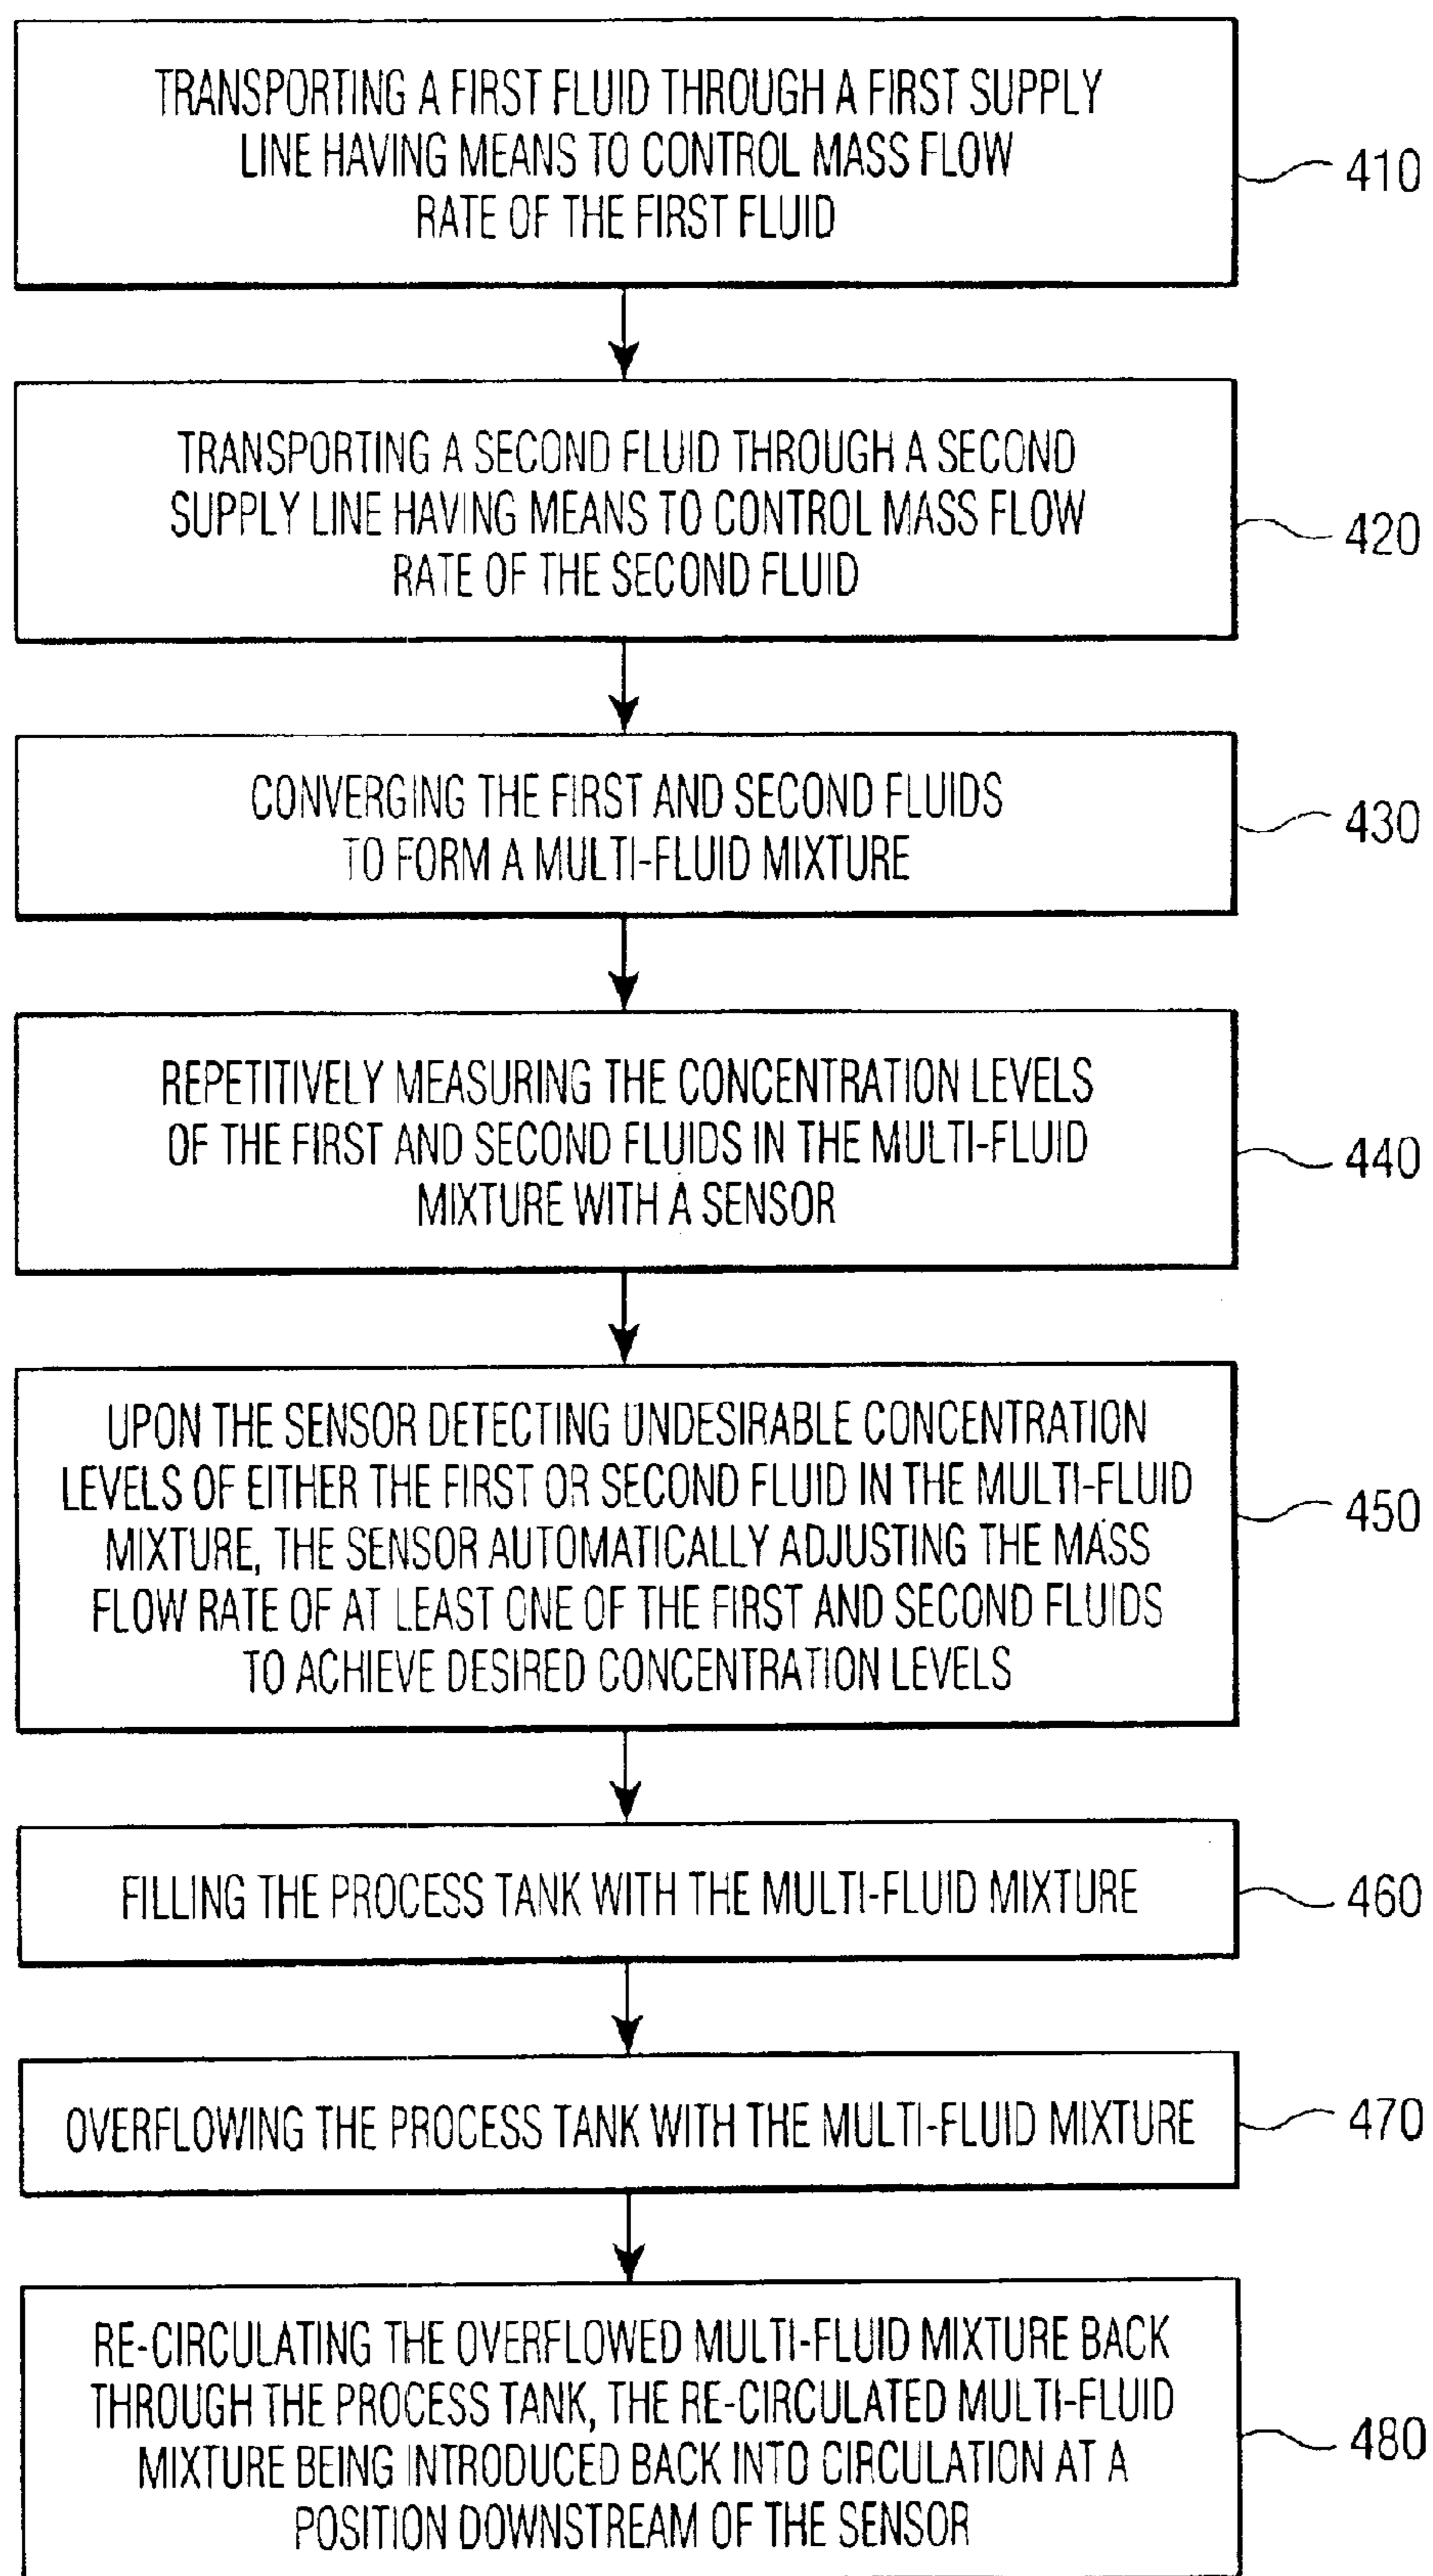 TRANSPORTING A FIRST FLUID THROUGH A FIRST SUPPLY
LINE HAVING MEANS TO CONTROL MASS FLOW
RATE OF THE FIRST FLUID
410
TRANSPORTING A SECOND FLUID THROUGH A SECOND
SUPPLY LINE HAVING MEANS TO CONTROL MASS FLOW
RATE OF THE SECOND FLUID
420
CONVERGING THE FIRST AND SECOND FLUIDS
TO FORM A MULTI-FLUID MIXTURE
430
REPETITIVELY MEASURING THE CONCENTRATION LEVELS
OF THE FIRST AND SECOND FLUIDS IN THE MULTI-FLUID
MIXTURE WITH A SENSOR
440
UPON THE SENSOR DETECTING UNDESIRABLE CONCENTRATION
LEVELS OF EITHER THE FIRST OR SECOND FLUID IN THE MULTI-FLUID
MIXTURE, THE SENSOR AUTOMATICALLY ADJUSTING THE MASS
FLOW RATE OF AT LEAST ONE OF THE FIRST AND SECOND FLUIDS
TO ACHIEVE DESIRED CONCENTRATION LEVELS
450
FILLING THE PROCESS TANK WITH THE MULTI-FLUID MIXTURE
460
OVERFLOWING THE PROCESS TANK WITH THE MULTI-FLUID MIXTURE
470
RE-CIRCULATING THE OVERFLOWED MULTI-FLUID MIXTURE BACK
THROUGH THE PROCESS TANK, THE RE-CIRCULATED MULTI-FLUID
MIXTURE BEING INTRODUCED BACK INTO CIRCULATION AT A
POSITION DOWNSTREAM OF THE SENSOR
480